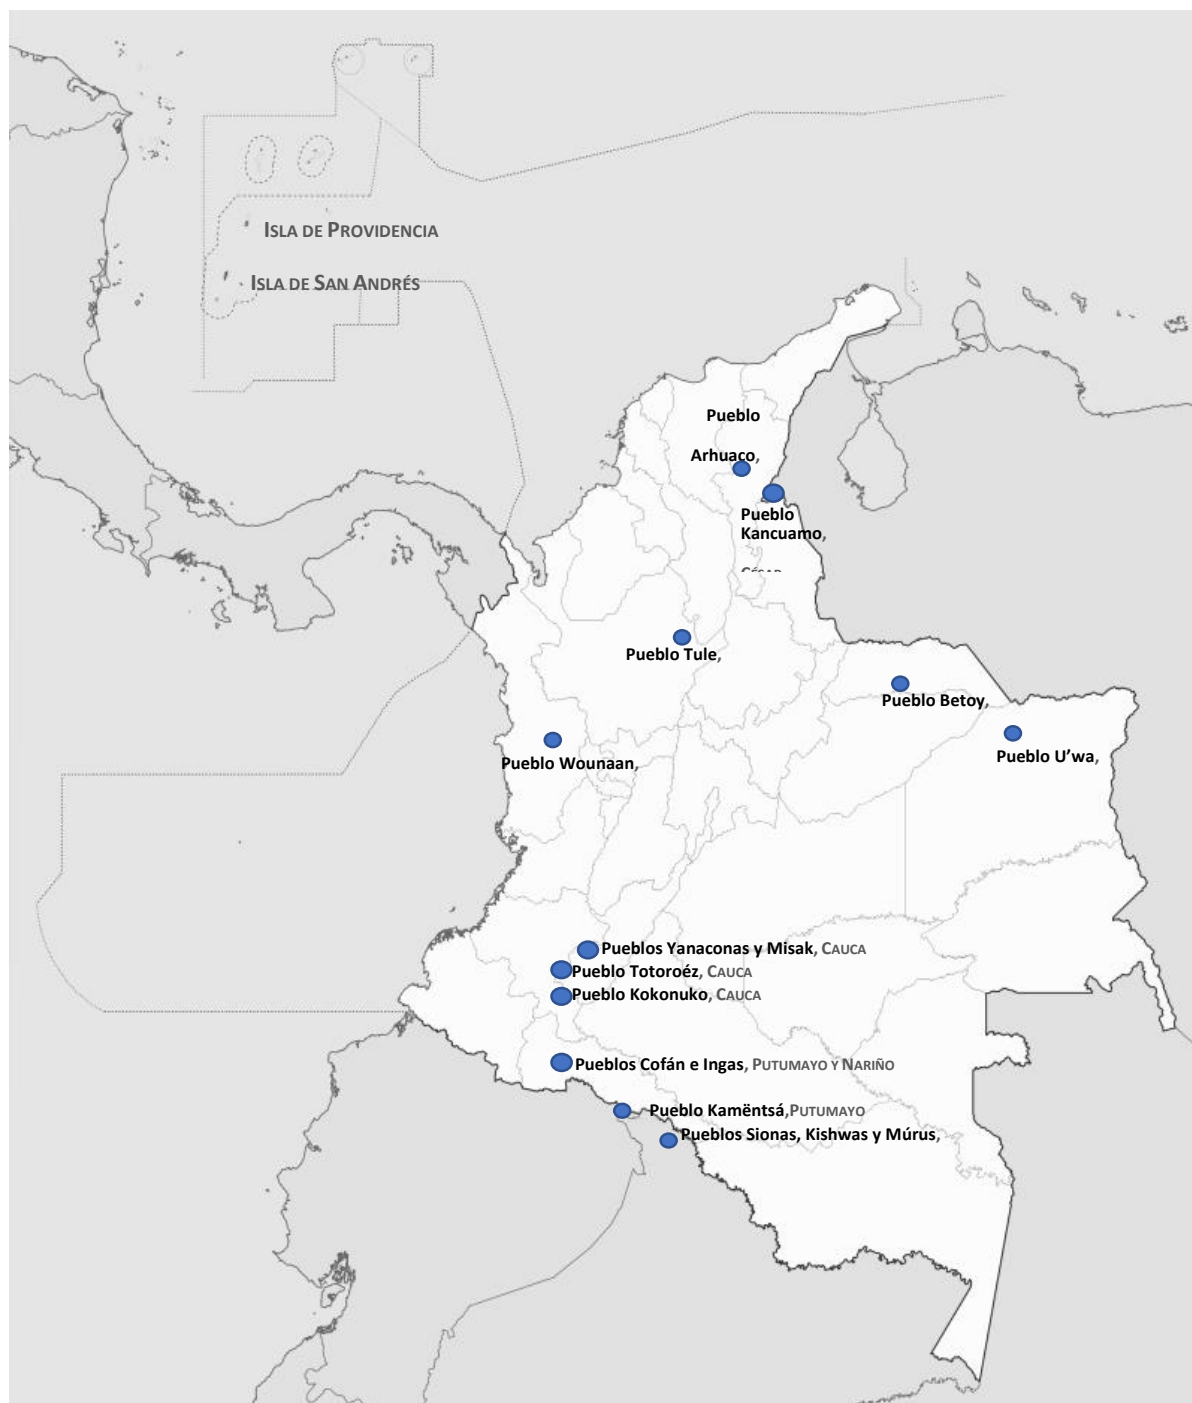 ISLA DE PROVIDENCIA
ISLA DE SAN ANDRÉS
Pueblo
Arhuaco,
Pueblo
Kancuamo,
Pueblo Tule,
Pueblo Betoy,
Pueblo U’wa,
Pueblo Wounaan,
Pueblos Yanaconas y Misak, CAUCA
Pueblo Totoroéz, CAUCA
Pueblo Kokonuko, CAUCA
Pueblos Cofán e Ingas, PUTUMAYO Y NARIÑO
Pueblo Kamëntsá,PUTUMAYO
Pueblos Sionas, Kishwas y Múrus,